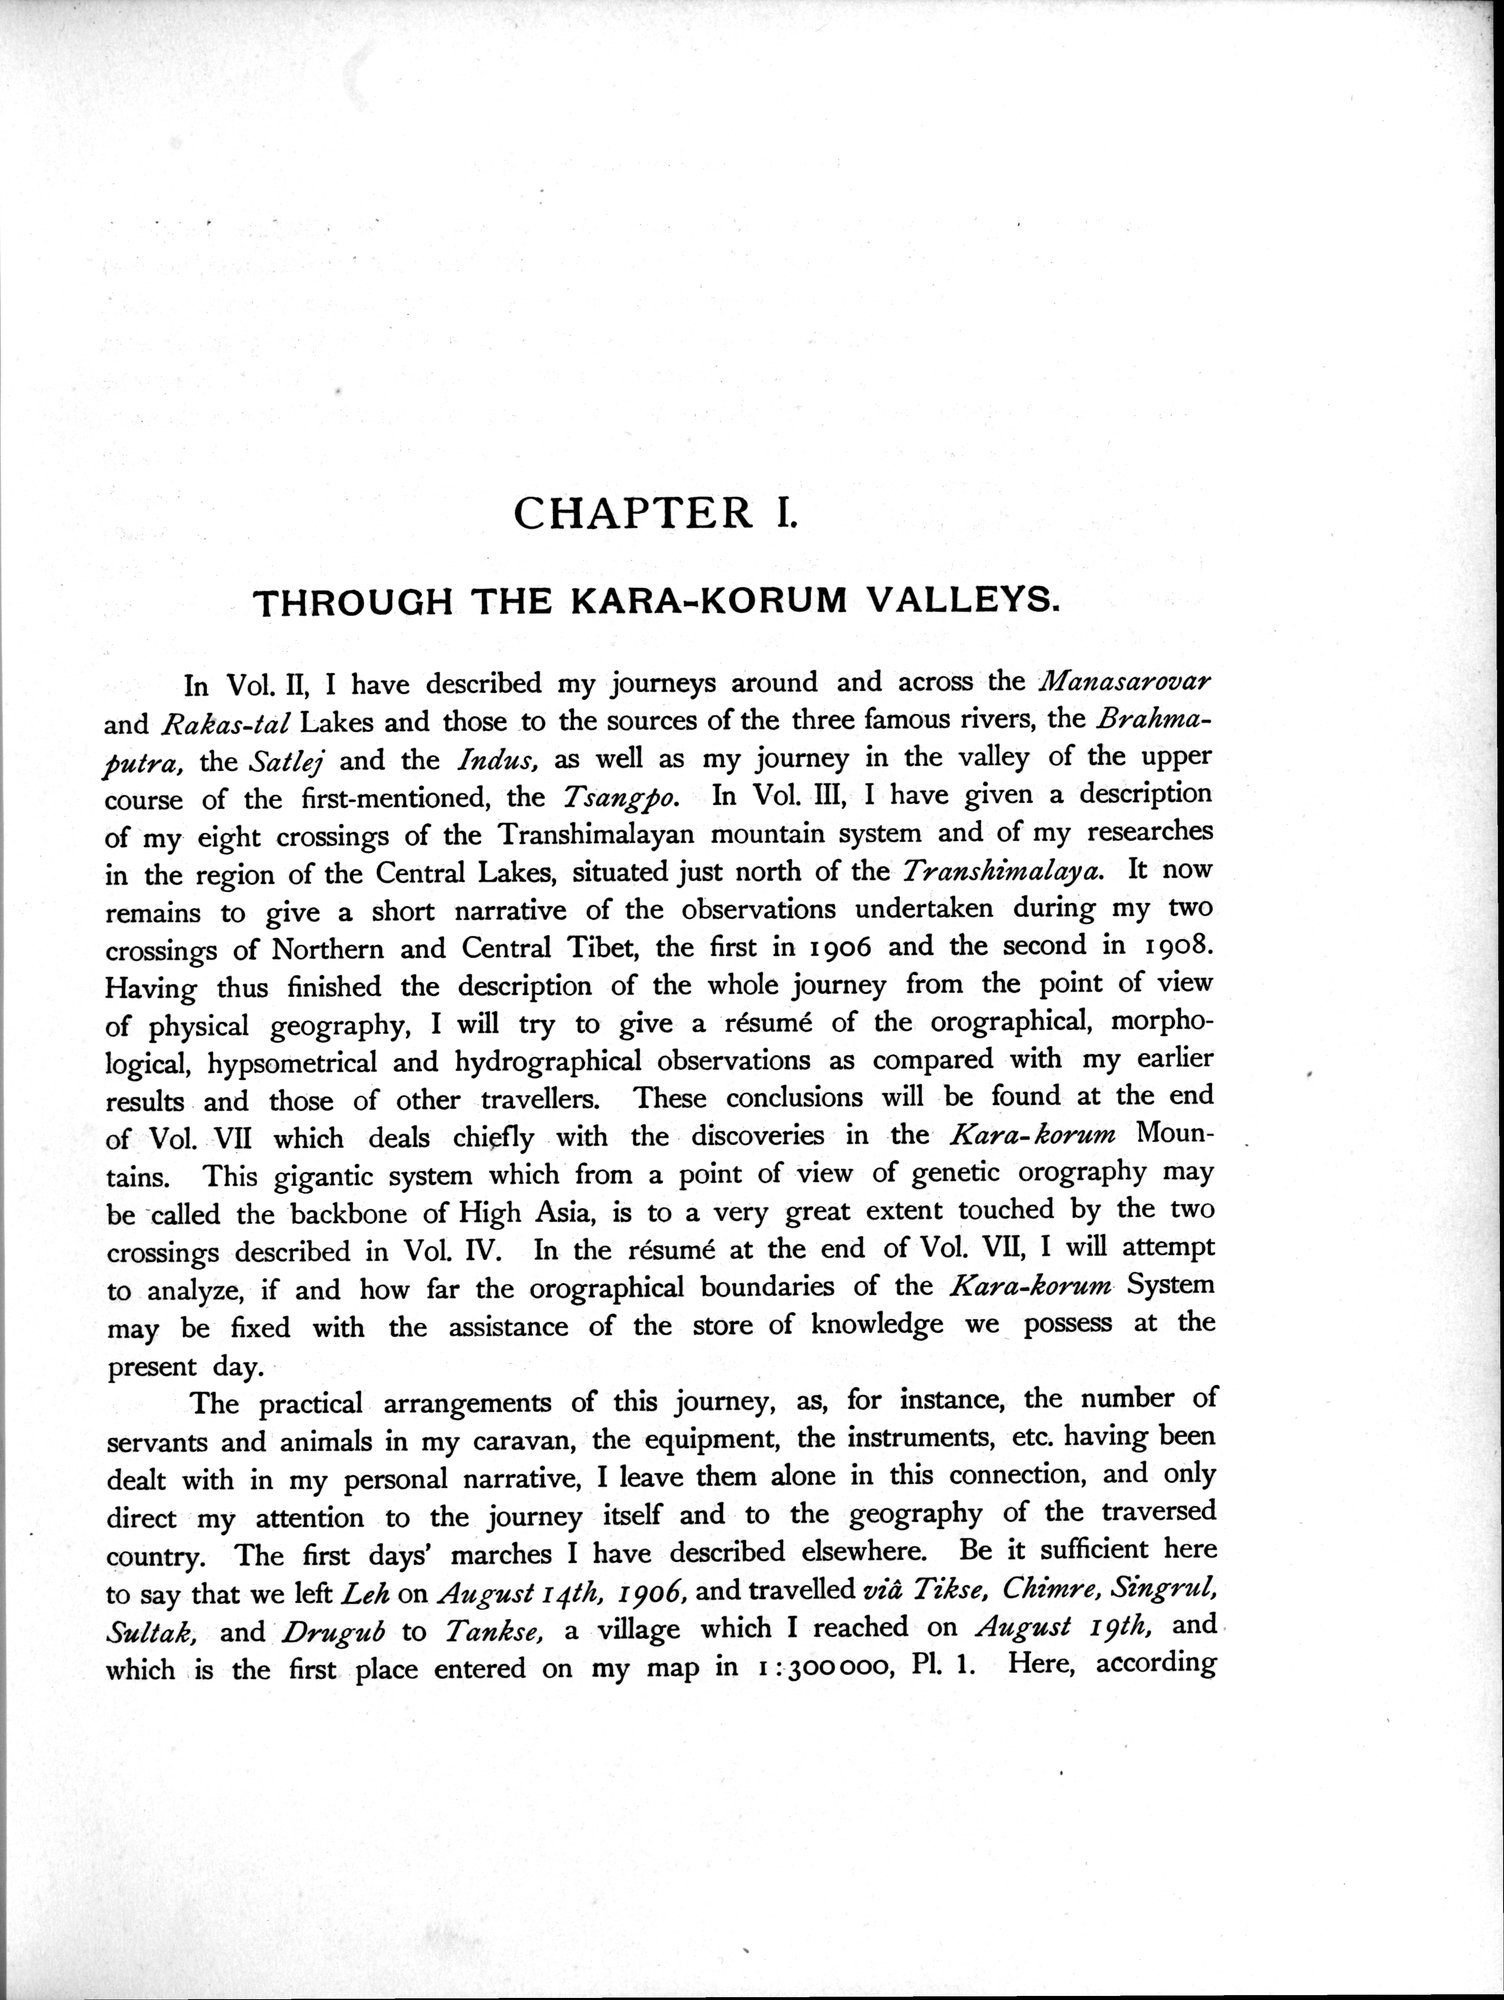 CHAPTER I.
THROUGH THE KARA-KORUM VALLEYS.
In Vol. II, I have described my journeys around and across the Manasarovar
and Rakas-tal Lakes and those to the sources of the three famous rivers, the Brahma-
putra, the Satlej and the Indus, as well as my journey in the valley of the upper
course of the first-mentioned, the Tsangpo. In Vol. III, I have given a description
of my eight crossings of the Transhimalayan mountain system and of my researches
in the region of the Central Lakes, situated just north of the Transhimalaya. It now
remains to give a short narrative of the observations undertaken during my two
crossings of Northern and Central Tibet, the first in 1906 and the second in 1908.
Having thus finished the description of the whole journey from the point of view
of physical geography, I will try to give a résumé of the orographical, morpho-
logical, hypsometrical and hydrographical observations as compared with my earlier
results and those of other travellers. These conclusions will be found at the end
of Vol. VII which deals chiefly with the discoveries in the Kara-korum Moun-
tains. This gigantic system which from a point of view of genetic orography may
be called the backbone of High Asia, is to a very great extent touched by the two
crossings described in Vol. IV. In the résumé at the end of Vol. VII, I will attempt
to analyze, if and how far the orographical boundaries of the Kara-korum System
may be fixed with the assistance of the store of knowledge we possess at the
present day.
The practical arrangements of this journey, as, for instance, the number of
servants and animals in my caravan, the equipment, the instruments, etc. having been
dealt with in my personal narrative, I leave them alone in this connection, and only
direct my attention to the journey itself and to the geography of the traversed
country. The first days' marches I have described elsewhere. Be it sufficient here
to say that we left Leh on August 14th, 1906, and travelled viâ Tikse, Chimre, Singrul,
Sultak, and Drugub to Tankse, a village which I reached on August 19th, and
which is the first place entered on my map in 1:300000, Pl. 1. Here, according